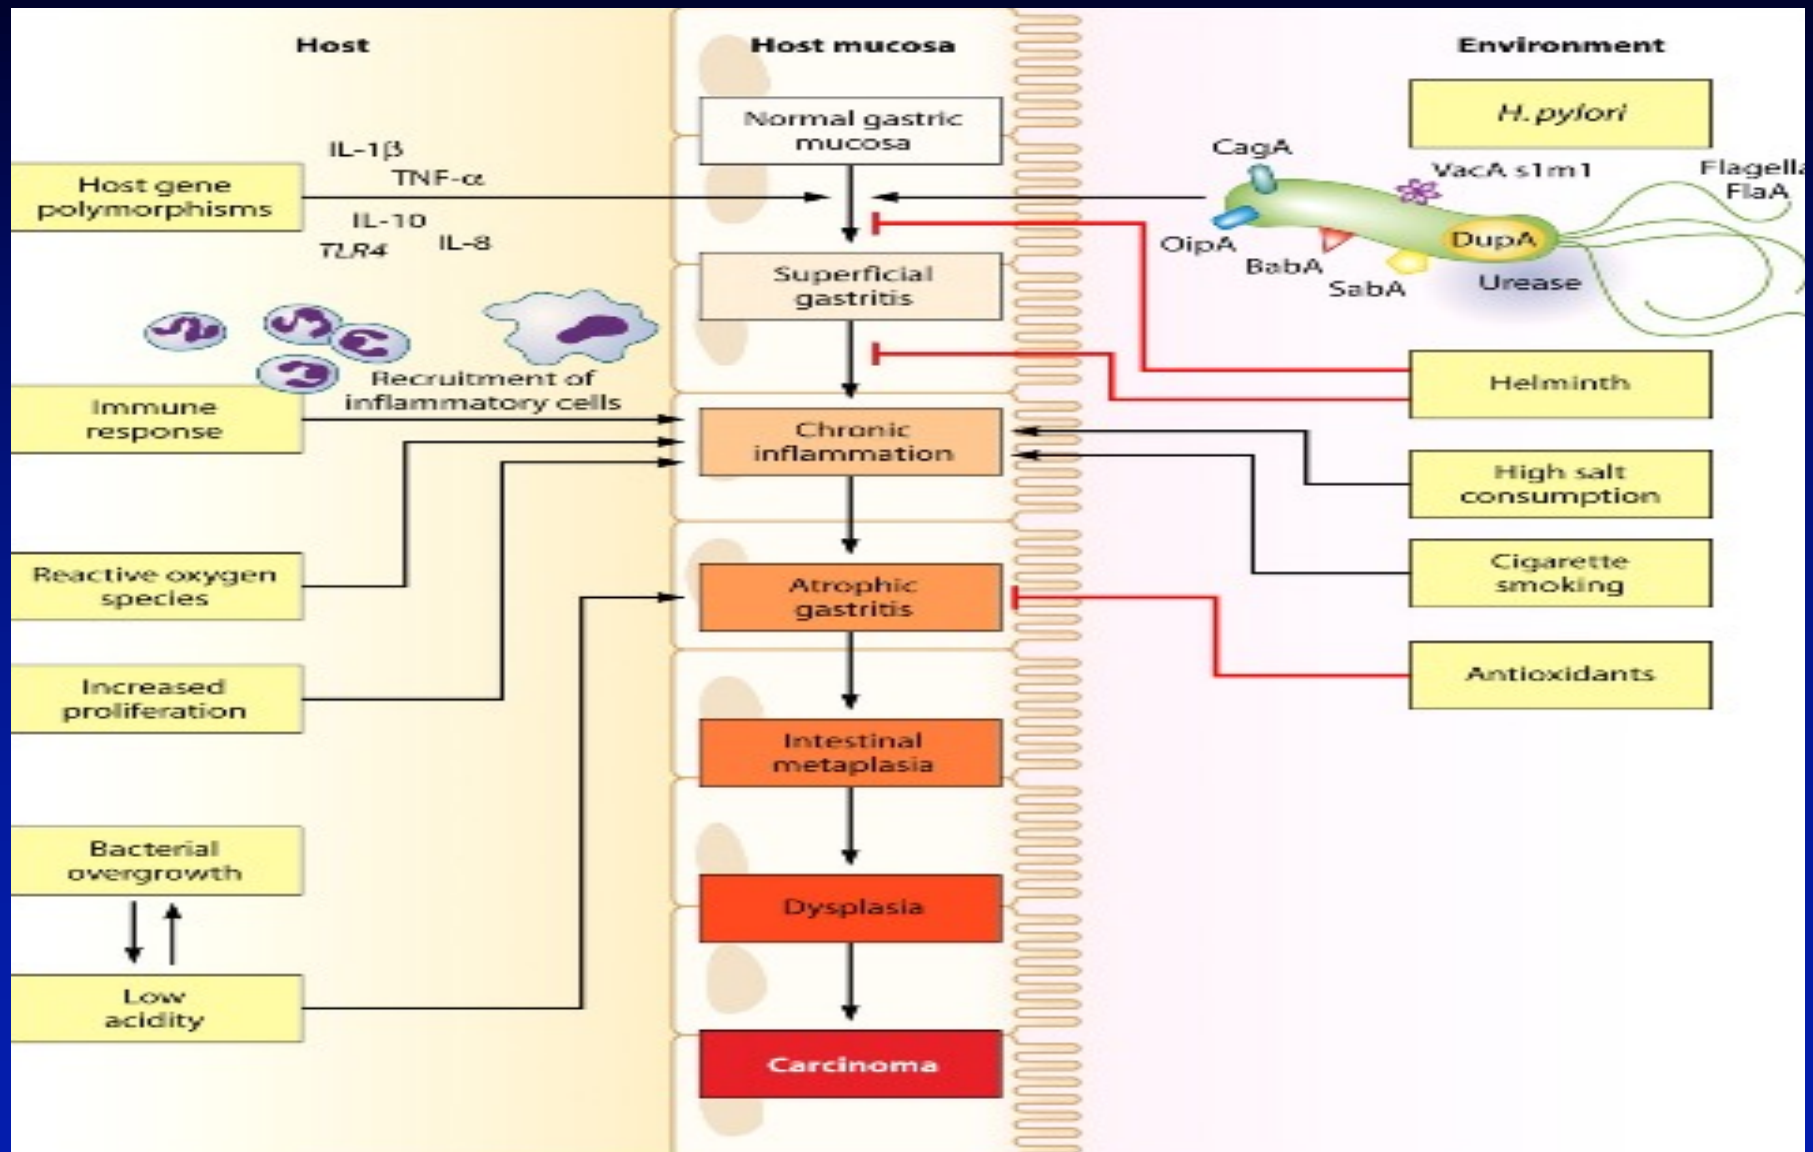 Host
Host mucosa
Environment
Normal gastric
mucosa
H. pylori
IL-1β
TNF-α
Host gene
polymorphisms
IL-10
TLR4
IL-8
CagA
VacA s1m1
Flagella
FlaA
OipA
BabA
SabA
DupA
Urease
Superficial
gastritis
Recruitment of
inflammatory cells
Immune
response
Chronic
inflammation
Helminth
High salt
consumption
Reactive oxygen
species
Atrophic
gastritis
Cigarette
smoking
Increased
proliferation
Antioxidants
Intestinal
metaplasia
Bacterial
overgrowth
Dysplasia
Low
acidity
Carcinoma